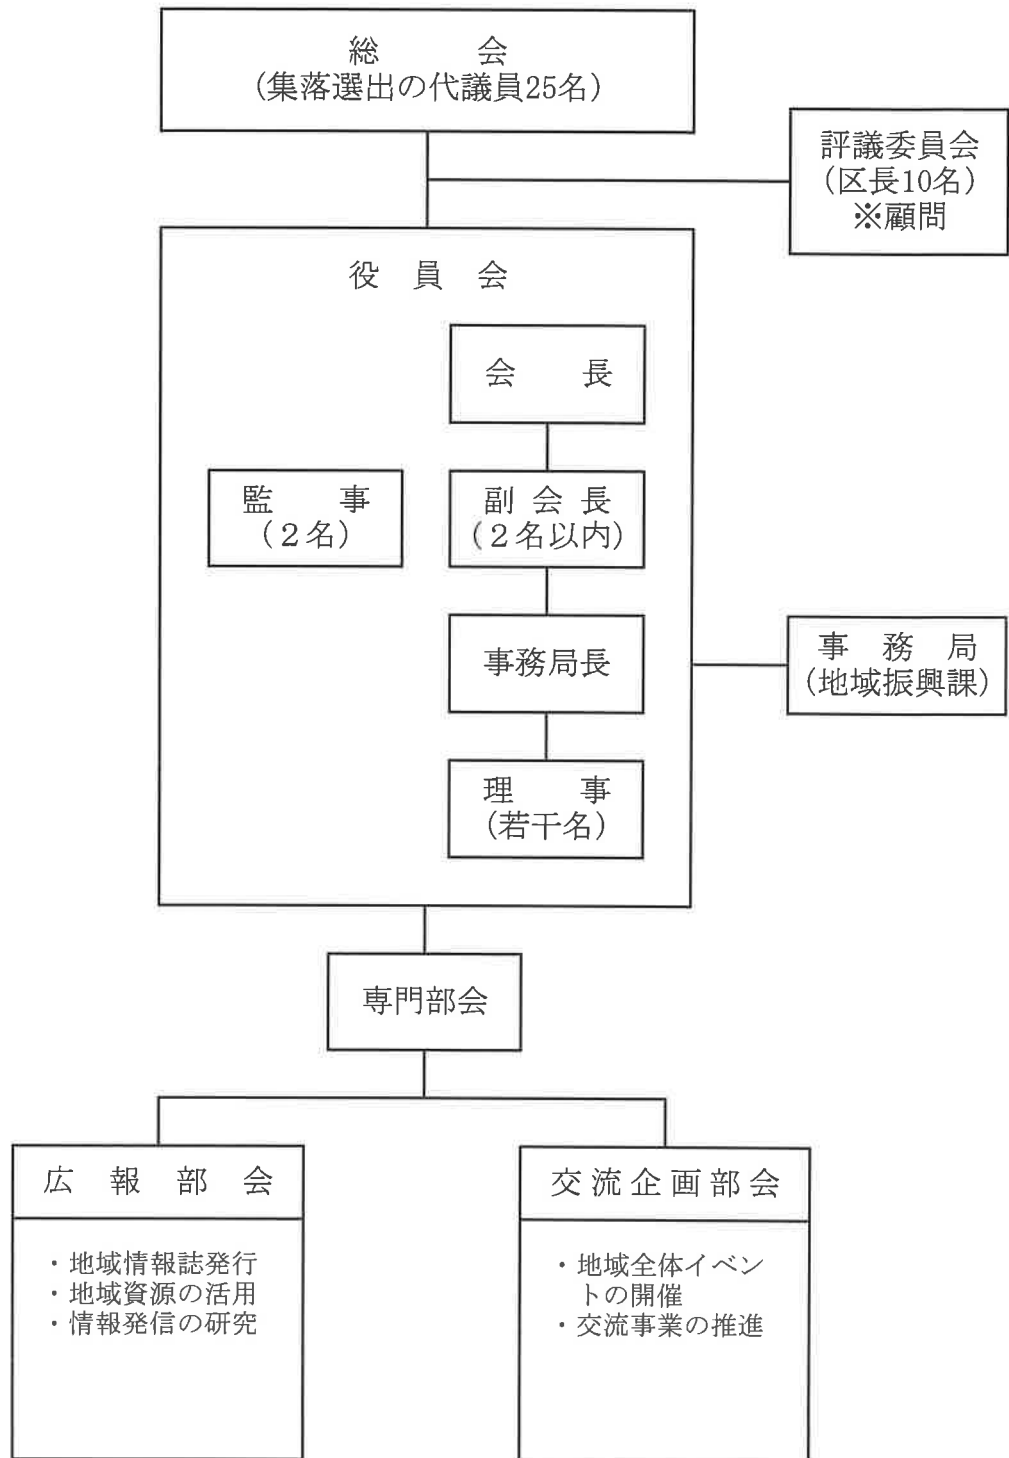 総会
(集落選出の代議員25名)
評議委員会
(区長10名)
※顧問
役員会
会長
監事
(2名)
副会長
(2名以内)
事務局長
事務局
(地域振興課)
理事
(若干名)
専門部会
広報部会
・地域情報誌発行
・地域資源の活用
・情報発信の研究
交流企画部会
・地域全体イベン
トの開催
・交流事業の推進